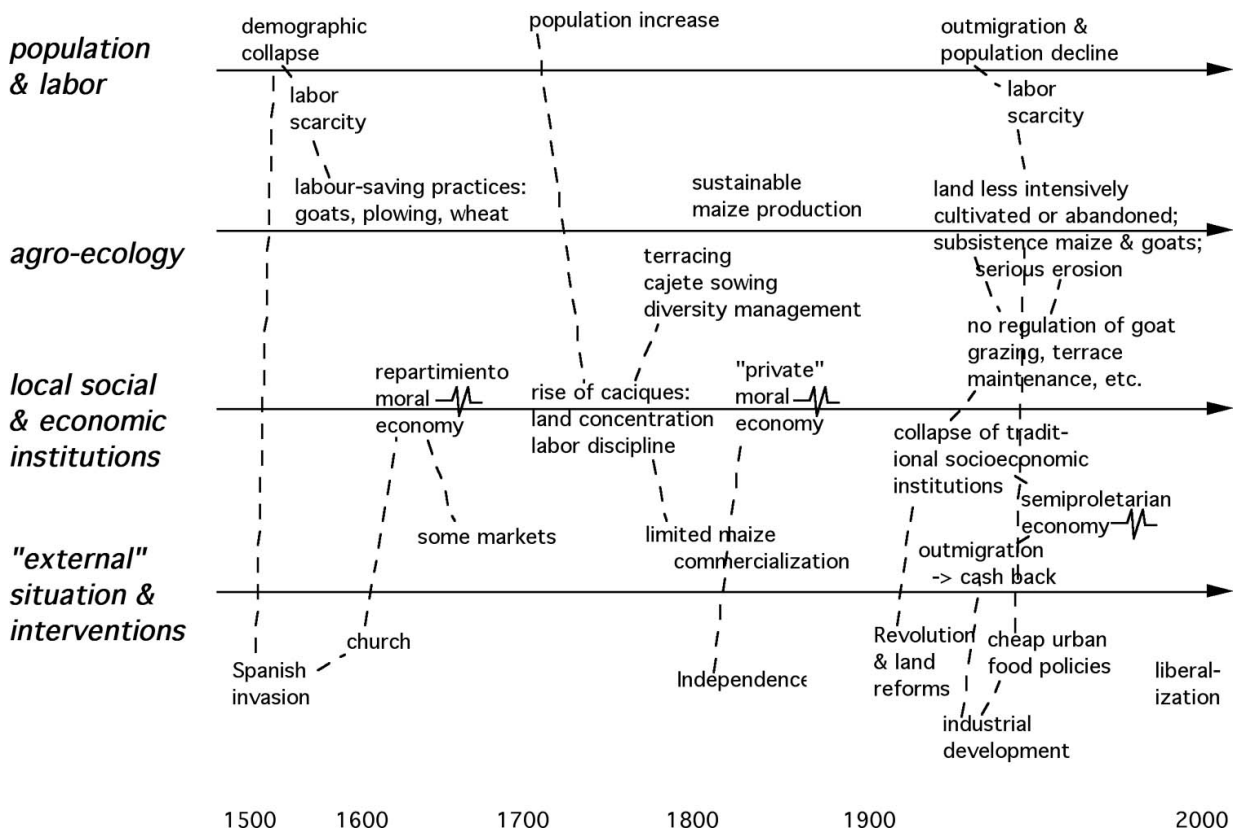 population
& labor
demographic
collapse
labor
scarcity
population increase
outmigration &
population decline
labor
scarcity
agro-ecology
labour-saving practices:
goats, plowing, wheat
sustainable
maize production
land less intensively
cultivated or abandoned;
subsistence maize & goats;
serious erosion
terracing
cajete sowing
diversity management
no regulation of goat
grazing, terrace
maintenance, etc.
local social
& economic
institutions
repartimiento
moral
economy
rise of caciques:
land concentration
labor discipline
"private"
moral
economy
collapse of tradit-
ional socioeconomic
institutions
some markets
limited maize
commercialization
semiproletarian
economy
outmigration
-> cash back
"external"
situation &
interventions
Spanish
invasion
church
Independence
Revolution
& land
reforms
cheap urban
food policies
industrial
development
liberal-
ization
1500 1600 1700 1800 1900 2000